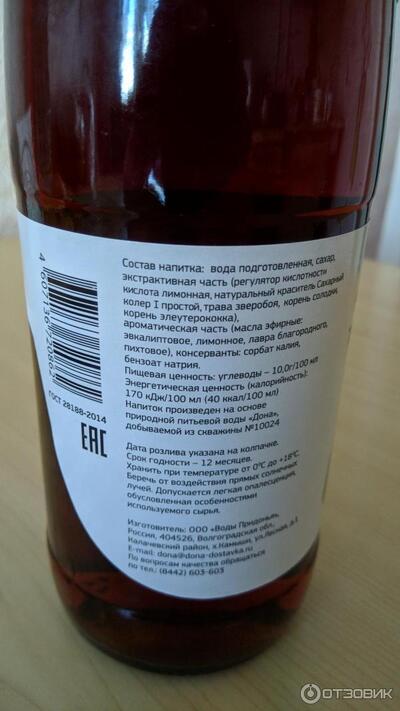 Состав напитка: вода подготовленная, сахар,
экстрактивная часть (регулятор кислотности
кислота лимонная, натуральный краситель Сахарный
колер I простой, трава зверобоя, корень солодки,
корень элеутерококка),
ароматическая часть (масла эфирные:
эвкалиптовое, лимонное, лавра благородного,
пихтовое), консерванты: сорбат калия,
бензоат натрия.
Пищевая ценность: углеводы – 10,0г/100 мл
Энергетическая ценность (калорийность):
170 кДж/100 мл (40 ккал/100 мл)
Напиток произведен на основе
природной питьевой воды «Дона»,
добываемой из скважины №10024
Дата розлива указана на колпачке.
Срок годности – 12 месяцев.
Хранить при температуре от 0°С до +18°С.
Беречь от воздействия прямых солнечных
лучей. Допускается легкая опалесценция,
обусловленная особенностями
используемого сырья.
Изготовитель: ООО «Воды Придонья»,
Россия, 404526, Волгоградская обл.,
Калачевский район, х.Камыши, ул.Лесная, д.1
E-mail: dona@dona-dostavka.ru
По вопросам качества обращаться
по тел.: (8442) 603-603
ГОСТ 28188-2014
EAC
ОТЗОВИК